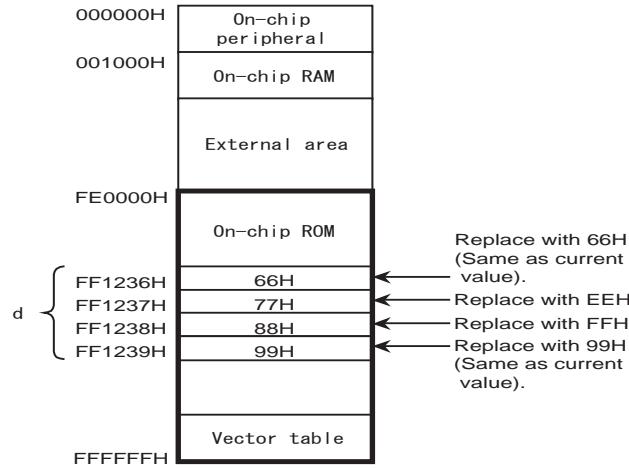 000000H
On-chip
peripheral
001000H
On-chip RAM
External area
FE0000H
On-chip ROM
Replace with 66H
(Same as current
value).
d
FF1236H 66H
FF1237H 77H
Replace with EEH
FF1238H 88H
Replace with FFH
FF1239H 99H
Replace with 99H
(Same as current
value).
Vector table
FFFFFFH